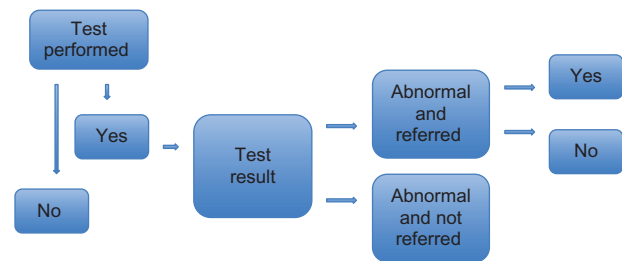 Test
performed
Yes
No
Test
result
Abnormal
and
referred
Abnormal
and not
referred
Yes
No